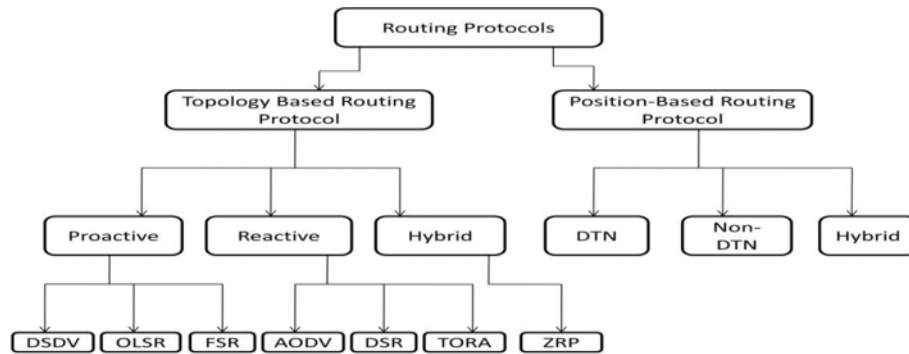 Routing Protocols
Topology Based Routing
Protocol
Position-Based Routing
Protocol
Proactive
Reactive
Hybrid
DTN
Non-
DTN
Hybrid
DSDV
OLSR
FSR
AODV
DSR
TORA
ZRP